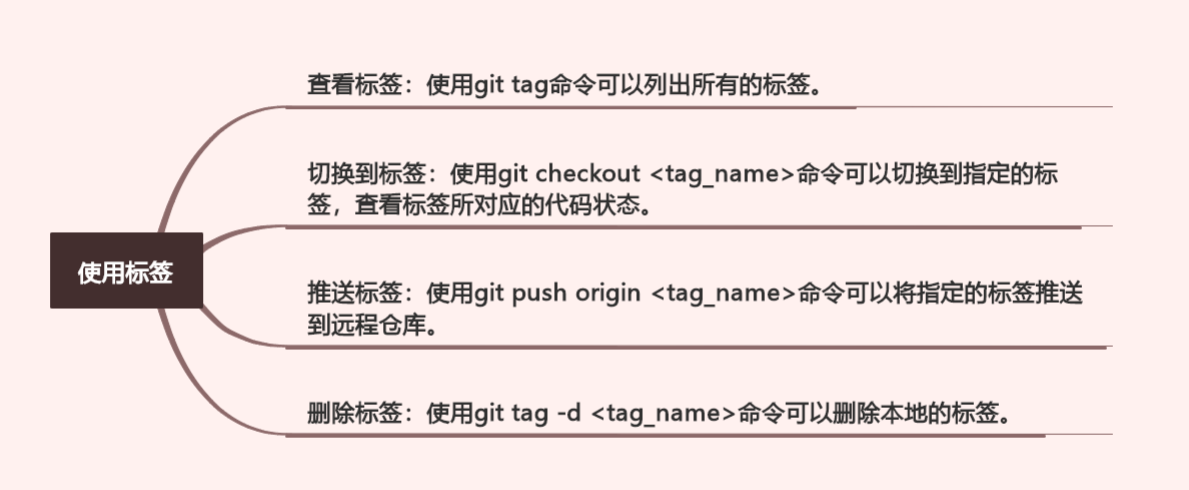 查看标签：使用git tag命令可以列出所有的标签。
切换到标签：使用git checkout <tag_name>命令可以切换到指定的标
签，查看标签所对应的代码状态。
使用标签
推送标签：使用git push origin <tag_name>命令可以将指定的标签推送
到远程仓库。
删除标签：使用git tag -d <tag_name>命令可以删除本地的标签。